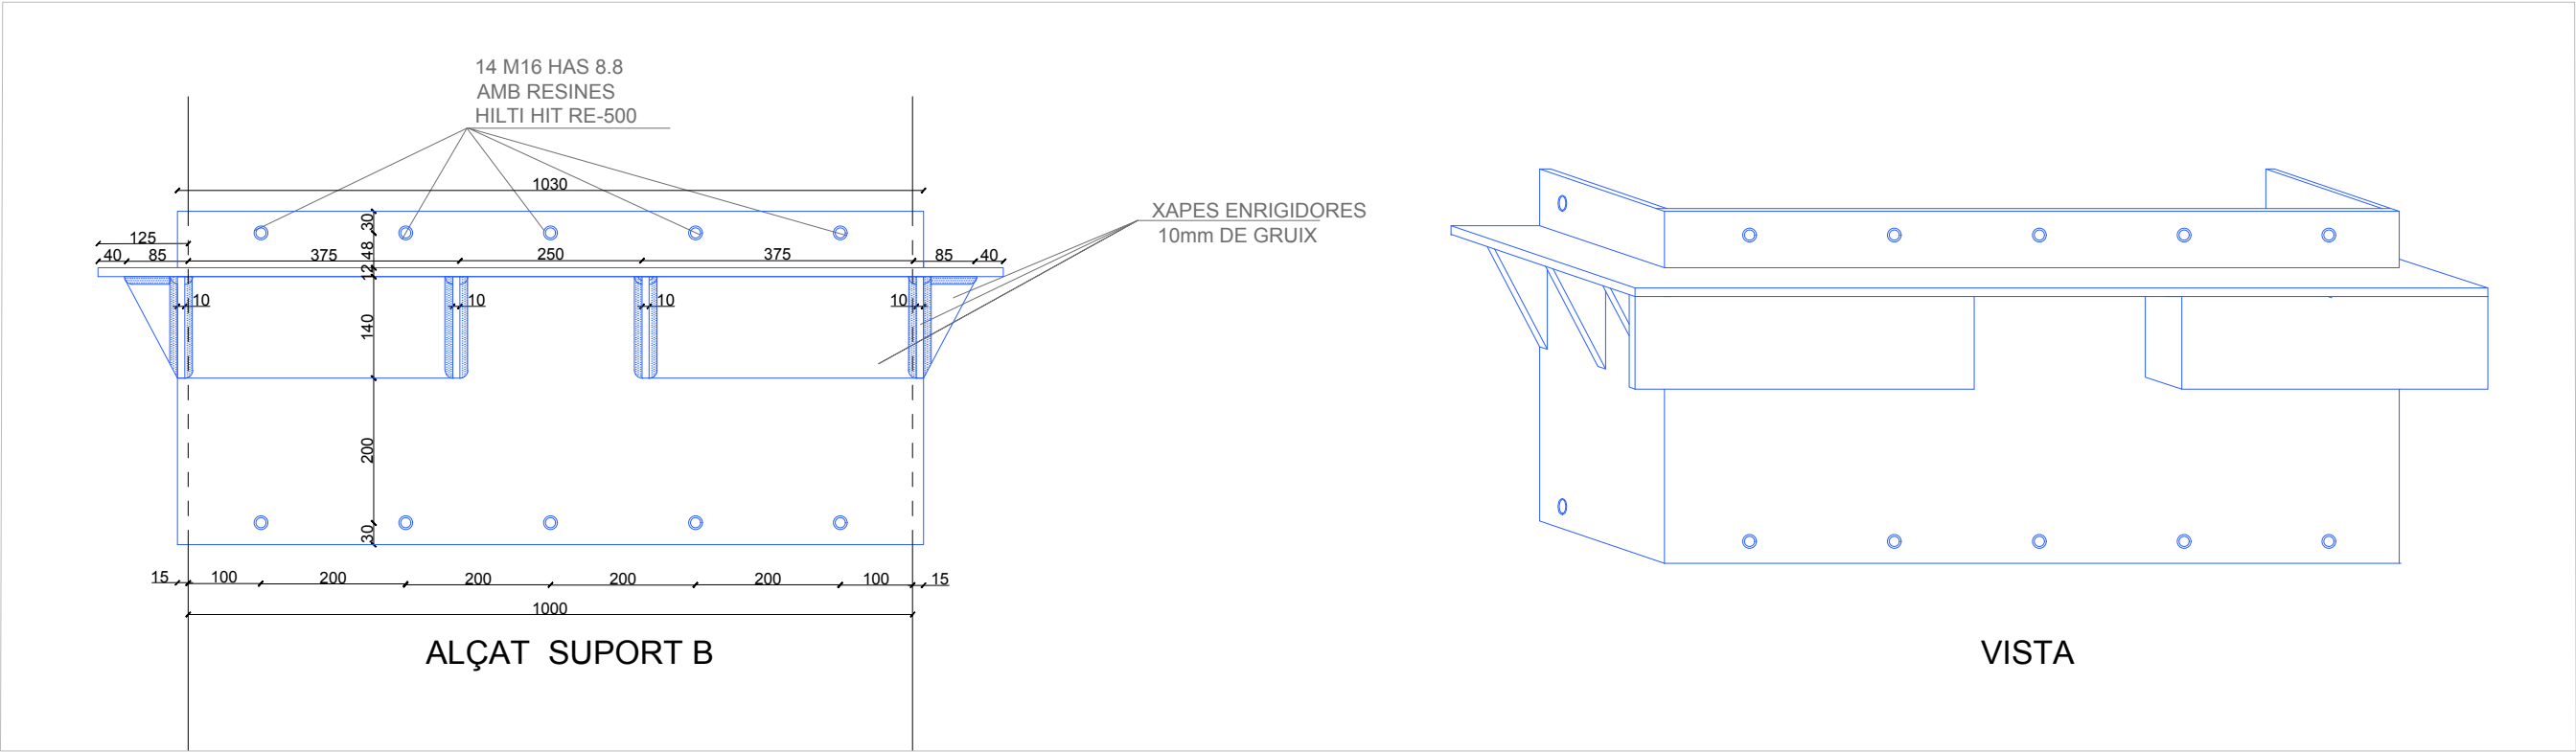 14 M16 HAS 8.8
AMB RESINES
HILTI HIT RE-500
1030
XAPES ENRIGIDORES
10mm DE GRUIX
30
125
48
40 85 375 250 375 85 40
12
10 10 10 10
140
200
30
15 100 200 200 200 200 100 15
1000
ALÇAT SUPORT B
VISTA